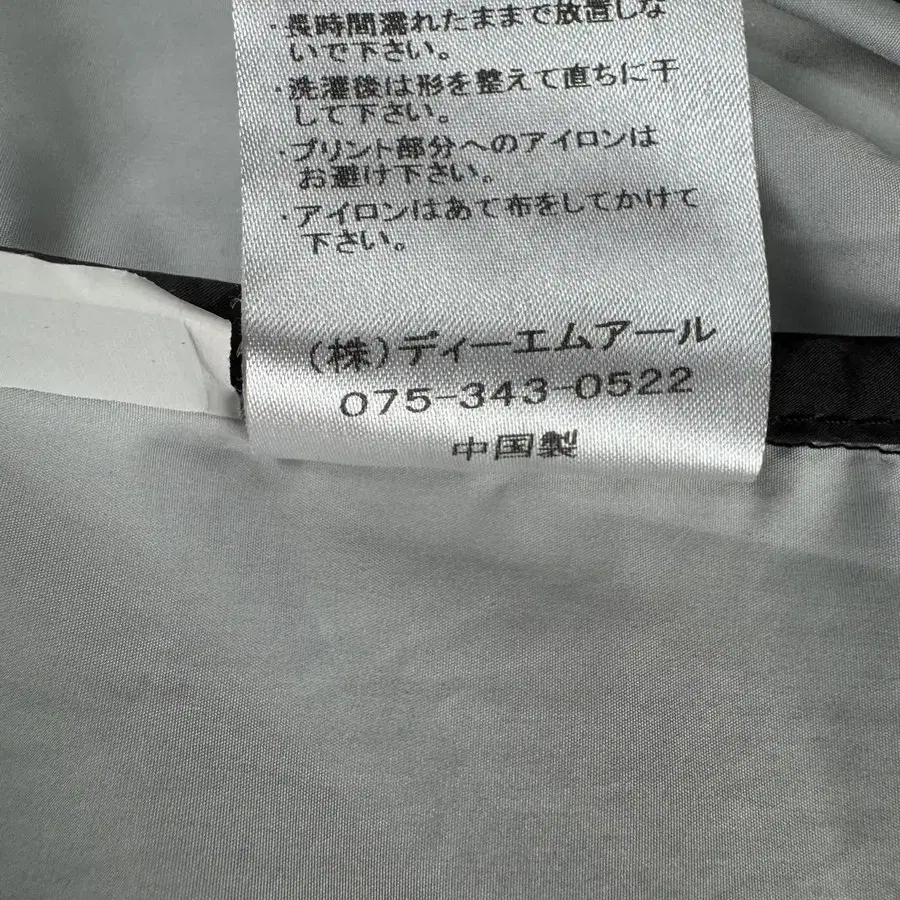 ・長時間濡れたままで放置しな
いで下さい。
・洗濯後は形を整えて直ちに干
して下さい。
・プリント部分へのアイロンは
お避け下さい。
・アイロンはあて布をしてかけて
下さい。
(株)ディーエムアール
075-343-0522
中国製